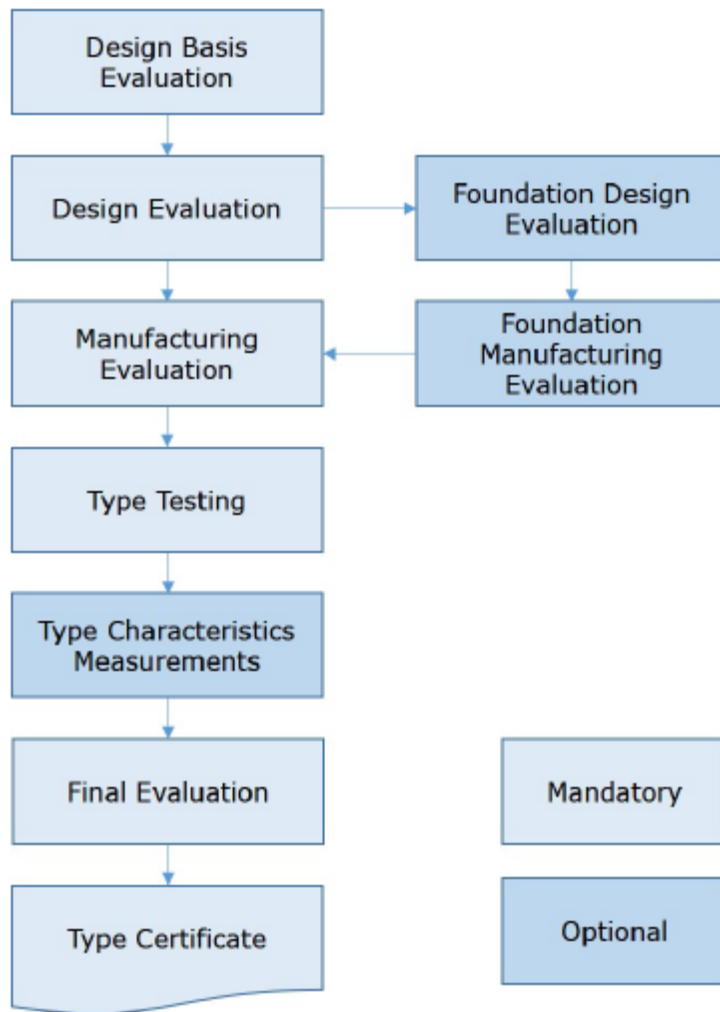 Design Basis
Evaluation
Design Evaluation
Foundation Design
Evaluation
Manufacturing
Evaluation
Foundation
Manufacturing
Evaluation
Type Testing
Type Characteristics
Measurements
Final Evaluation
Mandatory
Type Certificate
Optional